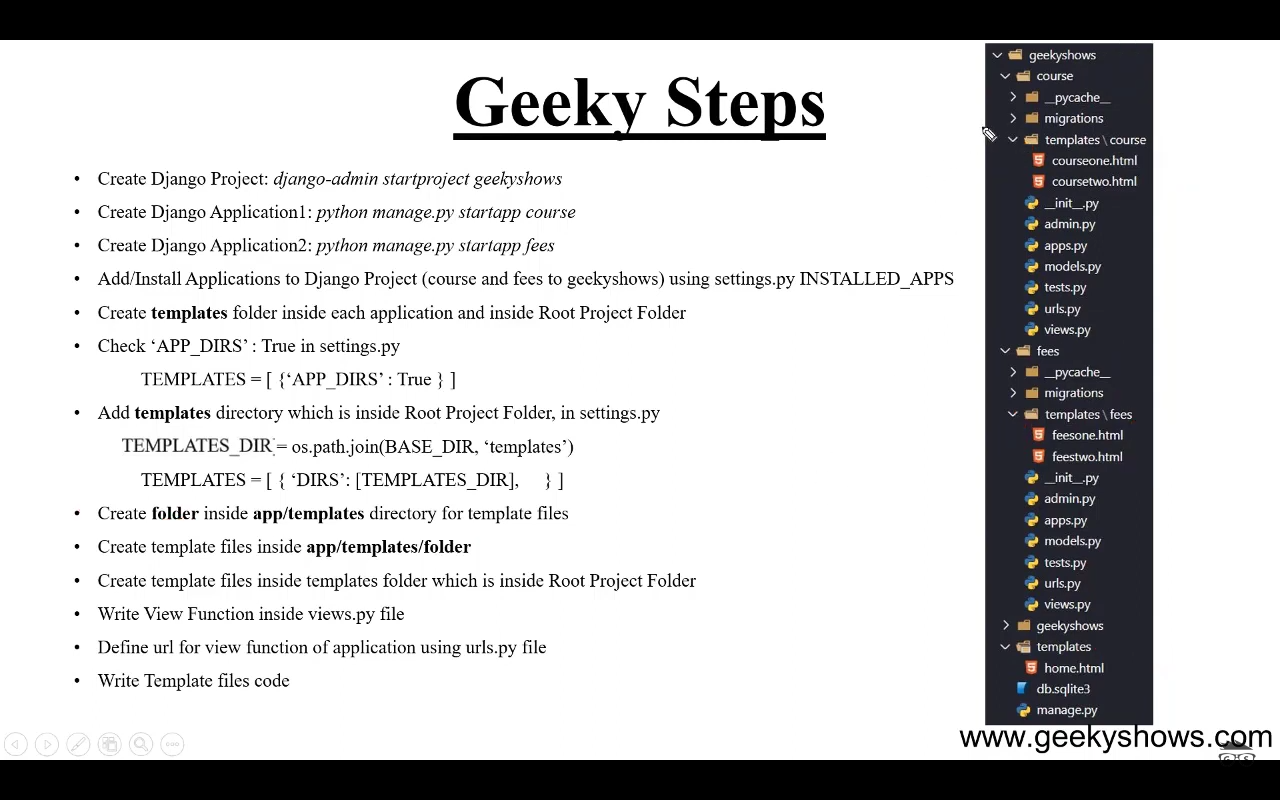 Geeky Steps
• Create Django Project: django-admin startproject geekyshows
• Create Django Application1: python manage.py startapp course
• Create Django Application2: python manage.py startapp fees
• Add/Install Applications to Django Project (course and fees to geekyshows) using settings.py INSTALLED_APPS
• Create templates folder inside each application and inside Root Project Folder
• Check ‘APP_DIRS’ : True in settings.py
TEMPLATES = [ {‘APP_DIRS’ : True } ]
• Add templates directory which is inside Root Project Folder, in settings.py
TEMPLATES_DIR = os.path.join(BASE_DIR, ‘templates’)
TEMPLATES = [ { ‘DIRS’: [TEMPLATES_DIR], } ]
• Create folder inside app/templates directory for template files
• Create template files inside app/templates/folder
• Create template files inside templates folder which is inside Root Project Folder
• Write View Function inside views.py file
• Define url for view function of application using urls.py file
• Write Template files code
geekyshows
course
__pycache__
migrations
templates \ course
courseone.html
coursetwo.html
__init__.py
admin.py
apps.py
models.py
tests.py
urls.py
views.py
fees
__pycache__
migrations
templates \ fees
feesone.html
feestwo.html
__init__.py
admin.py
apps.py
models.py
tests.py
urls.py
views.py
geekyshows
templates
home.html
db.sqlite3
manage.py
www.geekyshows.com